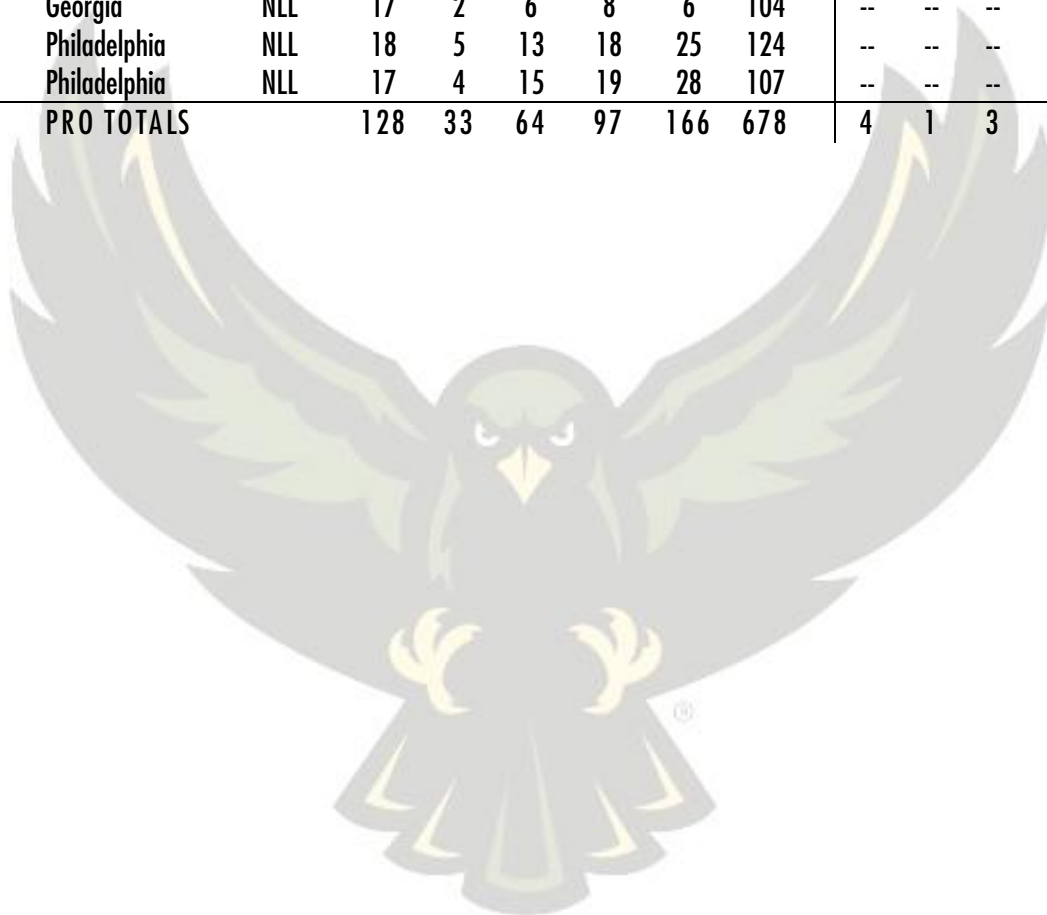 Georgia NLL 17 2 6 8 6 104 -- -- --
Philadelphia NLL 18 5 13 18 25 124 -- -- --
Philadelphia NLL 17 4 15 19 28 107 -- -- --
PRO TOTALS 128 33 64 97 166 678 4 1 3
®